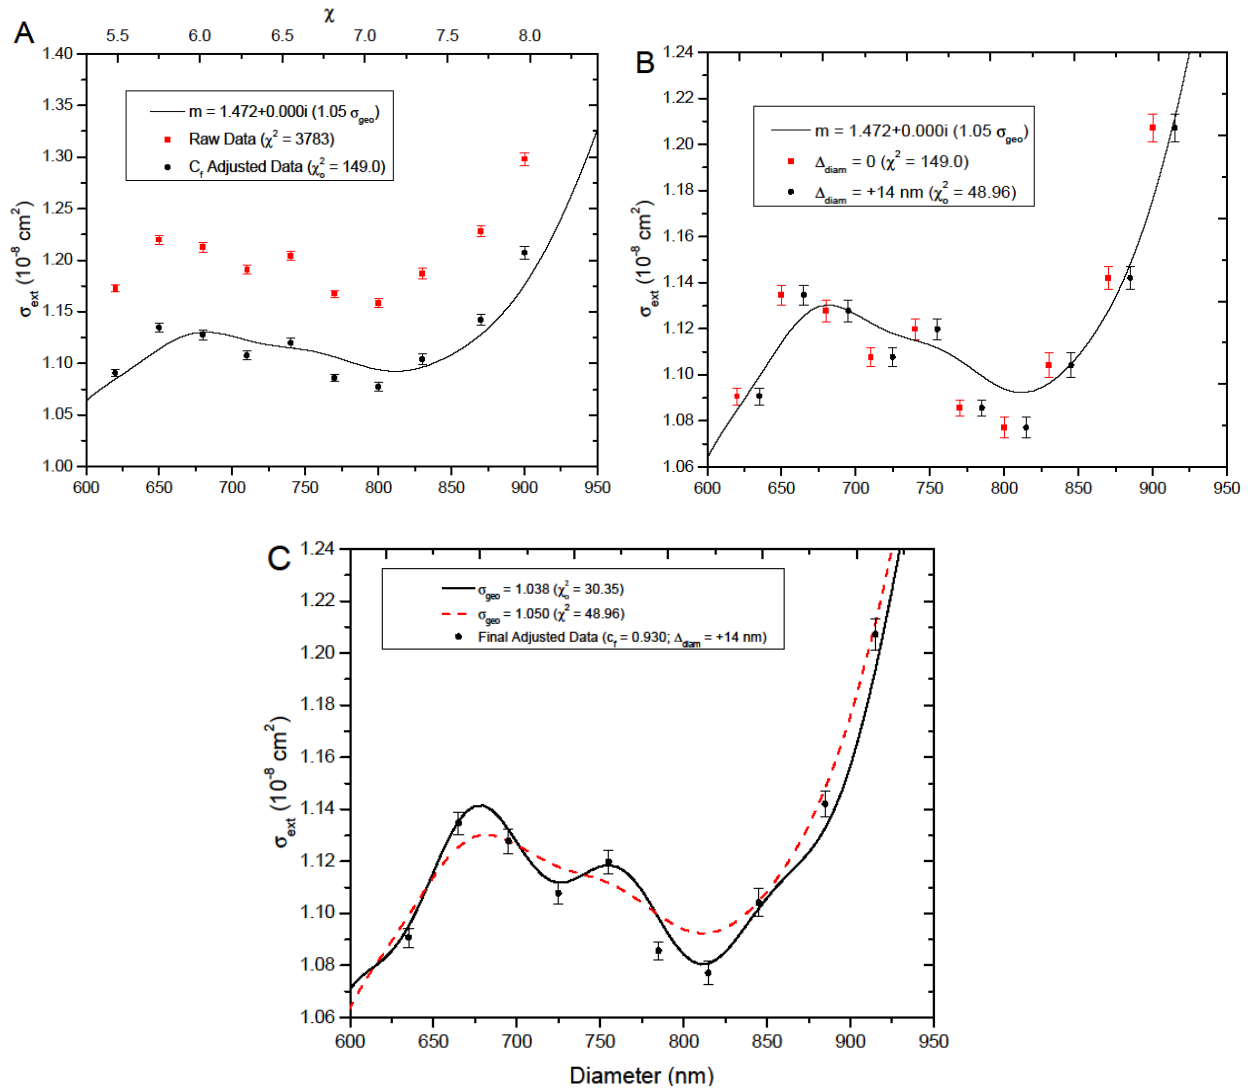 A
χ
5.5 6.0 6.5 7.0 7.5 8.0
1.40
1.35
1.30
1.25
1.20
1.15
1.10
1.05
1.00
σext (10⁻⁸ cm²)
m = 1.472+0.000i (1.05 σgeo)
Raw Data (χ² = 3783)
Cf Adjusted Data (χo² = 149.0)
600 650 700 750 800 850 900 950
B
1.24
1.22
1.20
1.18
1.16
1.14
1.12
1.10
1.08
1.06
σext (10⁻⁸ cm²)
m = 1.472+0.000i (1.05 σgeo)
Δdiam = 0 (χ² = 149.0)
Δdiam = +14 nm (χo² = 48.96)
600 650 700 750 800 850 900 950
C
1.24
1.22
1.20
1.18
1.16
1.14
1.12
1.10
1.08
1.06
σext (10⁻⁸ cm²)
σgeo = 1.038 (χo² = 30.35)
σgeo = 1.050 (χ² = 48.96)
Final Adjusted Data (cf = 0.930; Δdiam = +14 nm)
600 650 700 750 800 850 900 950
Diameter (nm)